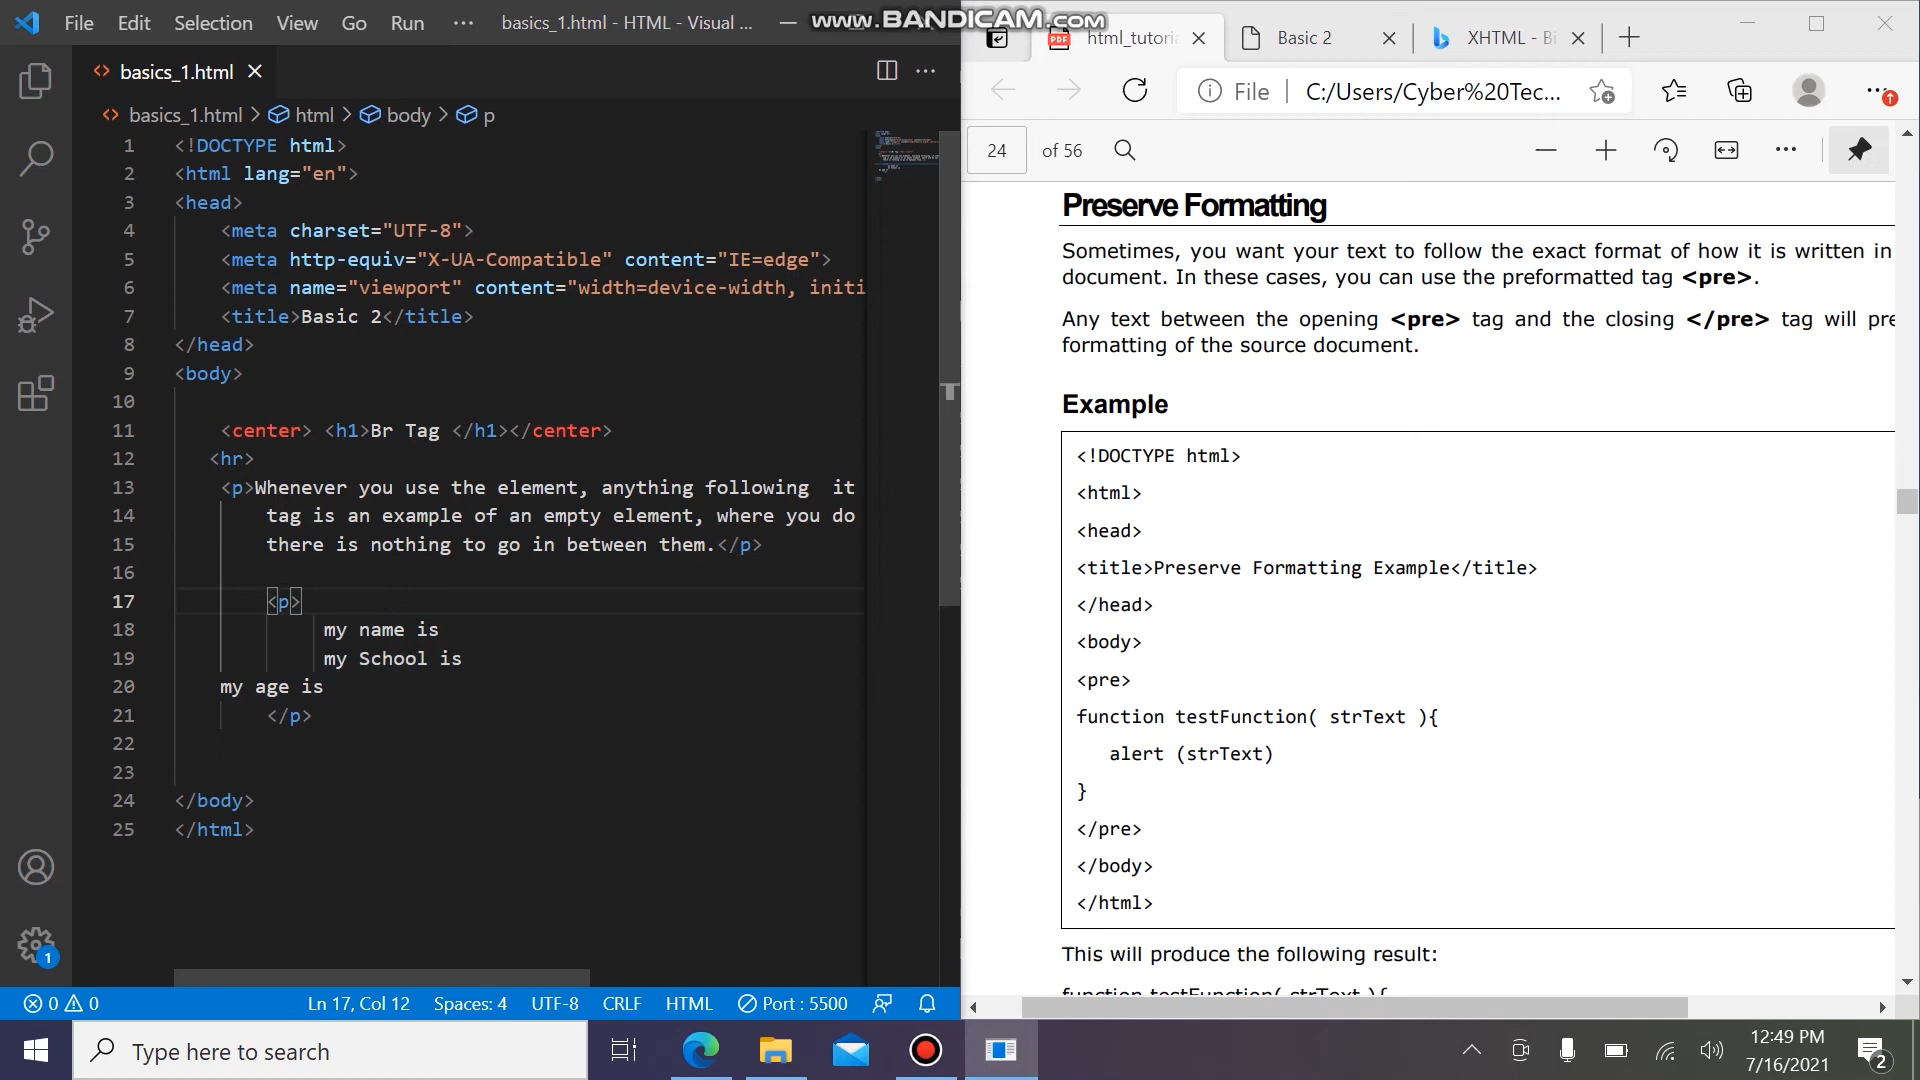 File Edit Selection View Go Run ··· basics_1.html - HTML - Visual ...
www.BANDICAM.com
basics_1.html
basics_1.html > html > body > p
1 <!DOCTYPE html>
2 <html lang="en">
3 <head>
4 <meta charset="UTF-8">
5 <meta http-equiv="X-UA-Compatible" content="IE=edge">
6 <meta name="viewport" content="width=device-width, initi
7 <title>Basic 2</title>
8 </head>
9 <body>
10
11 <center> <h1>Br Tag </h1></center>
12 <hr>
13 <p>Whenever you use the element, anything following it
14 tag is an example of an empty element, where you do
15 there is nothing to go in between them.</p>
16
17 <p>
18 my name is
19 my School is
20 my age is
21 </p>
22
23
24 </body>
25 </html>
1
0 0 Ln 17, Col 12 Spaces: 4 UTF-8 CRLF HTML Port : 5500
PDF html_tutoria Basic 2 XHTML - Bi
File C:/Users/Cyber%20Tec...
24 of 56
Preserve Formatting
Sometimes, you want your text to follow the exact format of how it is written in
document. In these cases, you can use the preformatted tag <pre>.
Any text between the opening <pre> tag and the closing </pre> tag will pre
formatting of the source document.
Example
<!DOCTYPE html>
<html>
<head>
<title>Preserve Formatting Example</title>
</head>
<body>
<pre>
function testFunction( strText ){
alert (strText)
}
</pre>
</body>
</html>
This will produce the following result:
function testFunction( strText ){
Type here to search
12:49 PM
7/16/2021
2